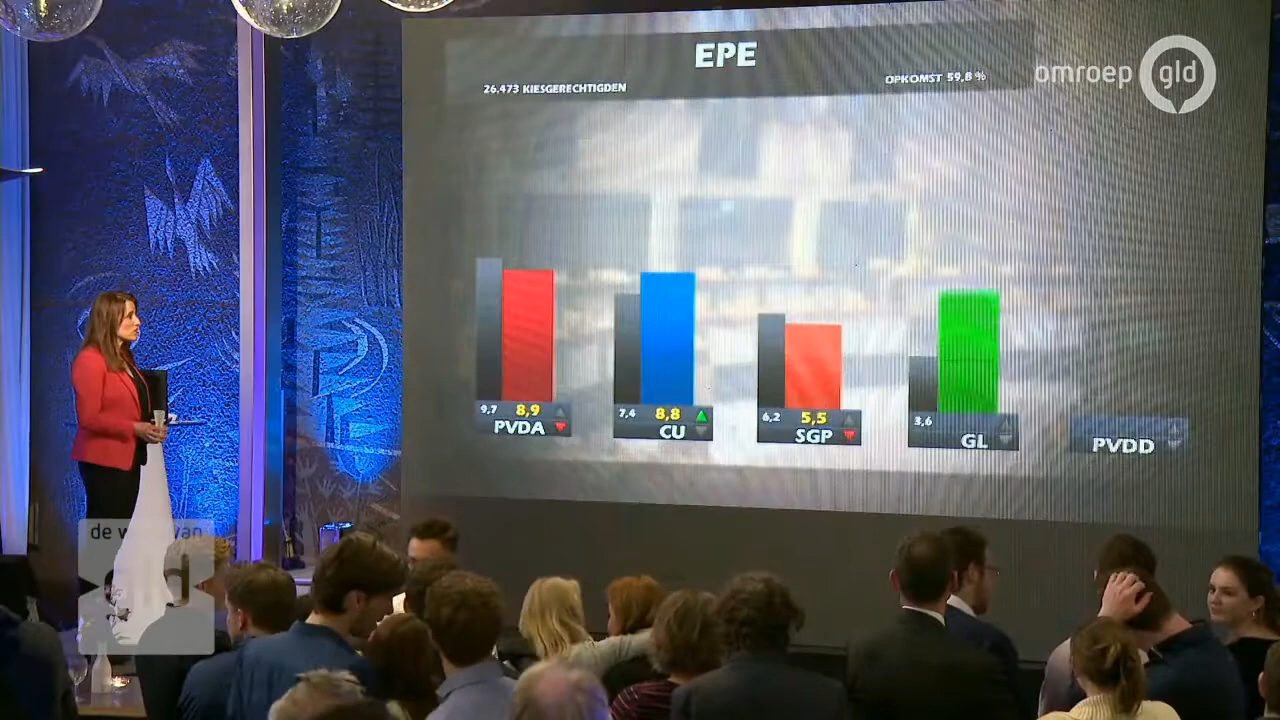 EPE
26.473 KIESGERECHTIGDEN
OPKOMST 59,8 %
omroep gld
9,7 8,9
PVDA
7,4 8,8
CU
6,2 5,5
SGP
3,6
GL
PVDD
de van